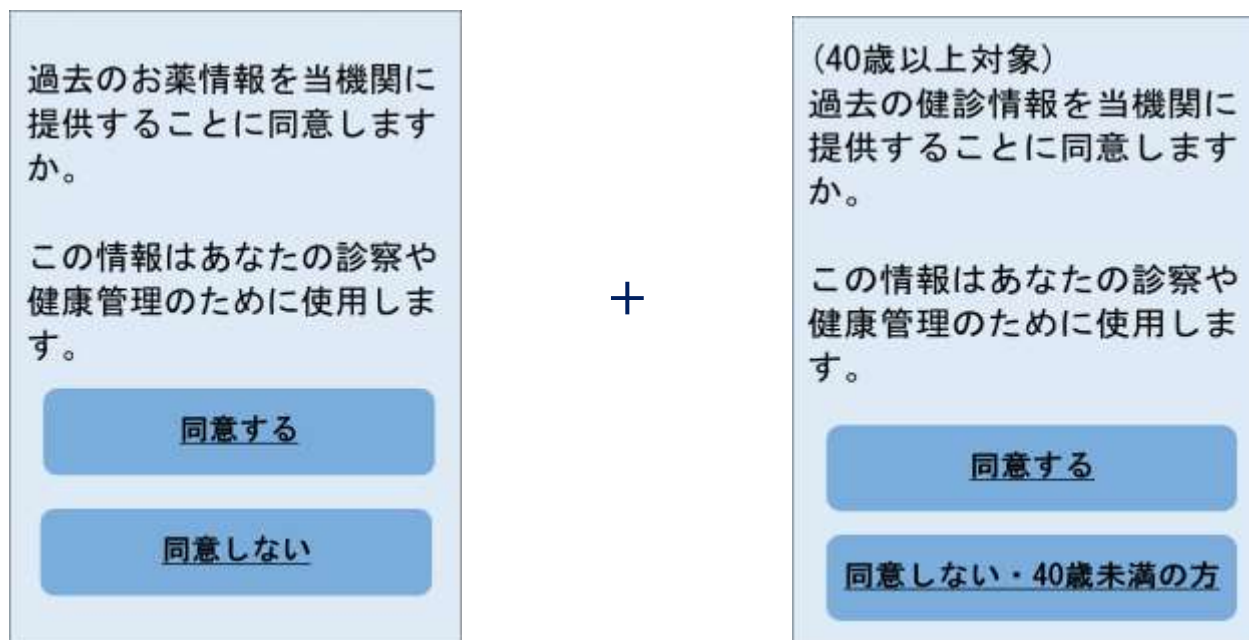 過去のお薬情報を当機関に
提供することに同意します
か。
この情報はあなたの診察や
健康管理のために使用しま
す。
同意する
同意しない
+
(40歳以上対象)
過去の健診情報を当機関に
提供することに同意します
か。
この情報はあなたの診察や
健康管理のために使用しま
す。
同意する
同意しない・40歳未満の方